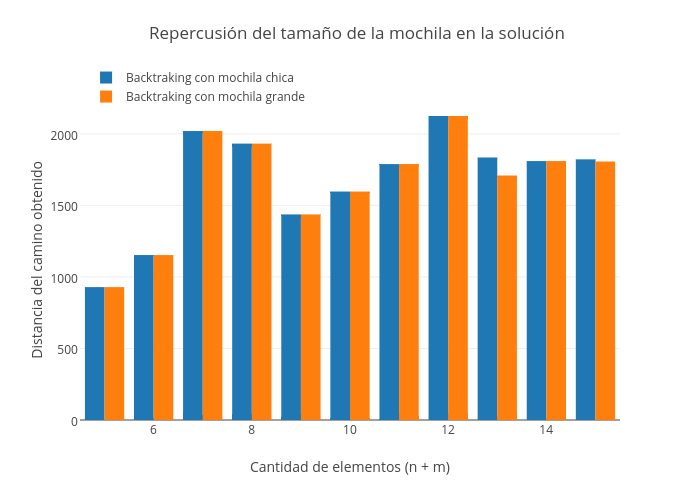 Repercusión del tamaño de la mochila en la solución
Backtraking con mochila chica
Backtraking con mochila grande
Distancia del camino obtenido
2000
1500
1000
500
0
6 8 10 12 14
Cantidad de elementos (n + m)